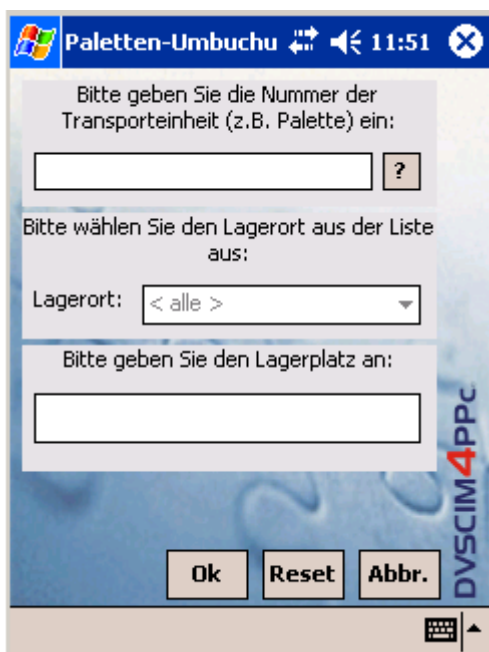 Paletten-Umbuchu 11:51
Bitte geben Sie die Nummer der
Transporteinheit (z.B. Palette) ein:
?
Bitte wählen Sie den Lagerort aus der Liste
aus:
Lagerort: < alle >
Bitte geben Sie den Lagerplatz an:
DVSCIM4PPc
Ok Reset Abbr.